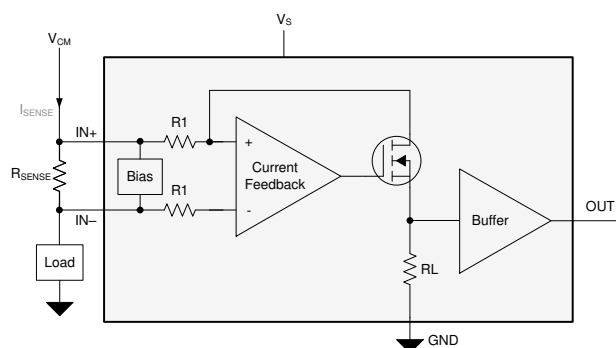 VS
VCM
ISENSE
IN+
R1
RSENSE
Bias
R1
IN–
Load
+
Current
Feedback
-
Buffer
OUT
RL
GND